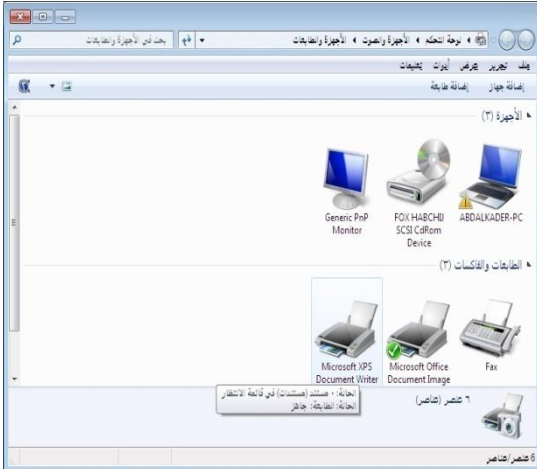 لوحة التحكم ◂ الأجهزة والصوت ◂ الأجهزة والطابعات
بحث في الأجهزة والطابعات
ملف تحرير عرض أدوات تعليمات
إضافة جهاز إضافة طابعة
الأجهزة (٣)
ABDALKADER-PC
FOX HABCHIJ
SCSI CdRom
Device
Generic PnP
Monitor
الطابعات والفاكسات (٣)
Fax
Microsoft Office
Document Image
Microsoft XPS
Document Writer
الحالة: ٠ مستند (مستندات) في قائمة الانتظار
الحالة: الطابعة: جاهز
٦ عنصر (عناصر)
6 عنصر/عناصر